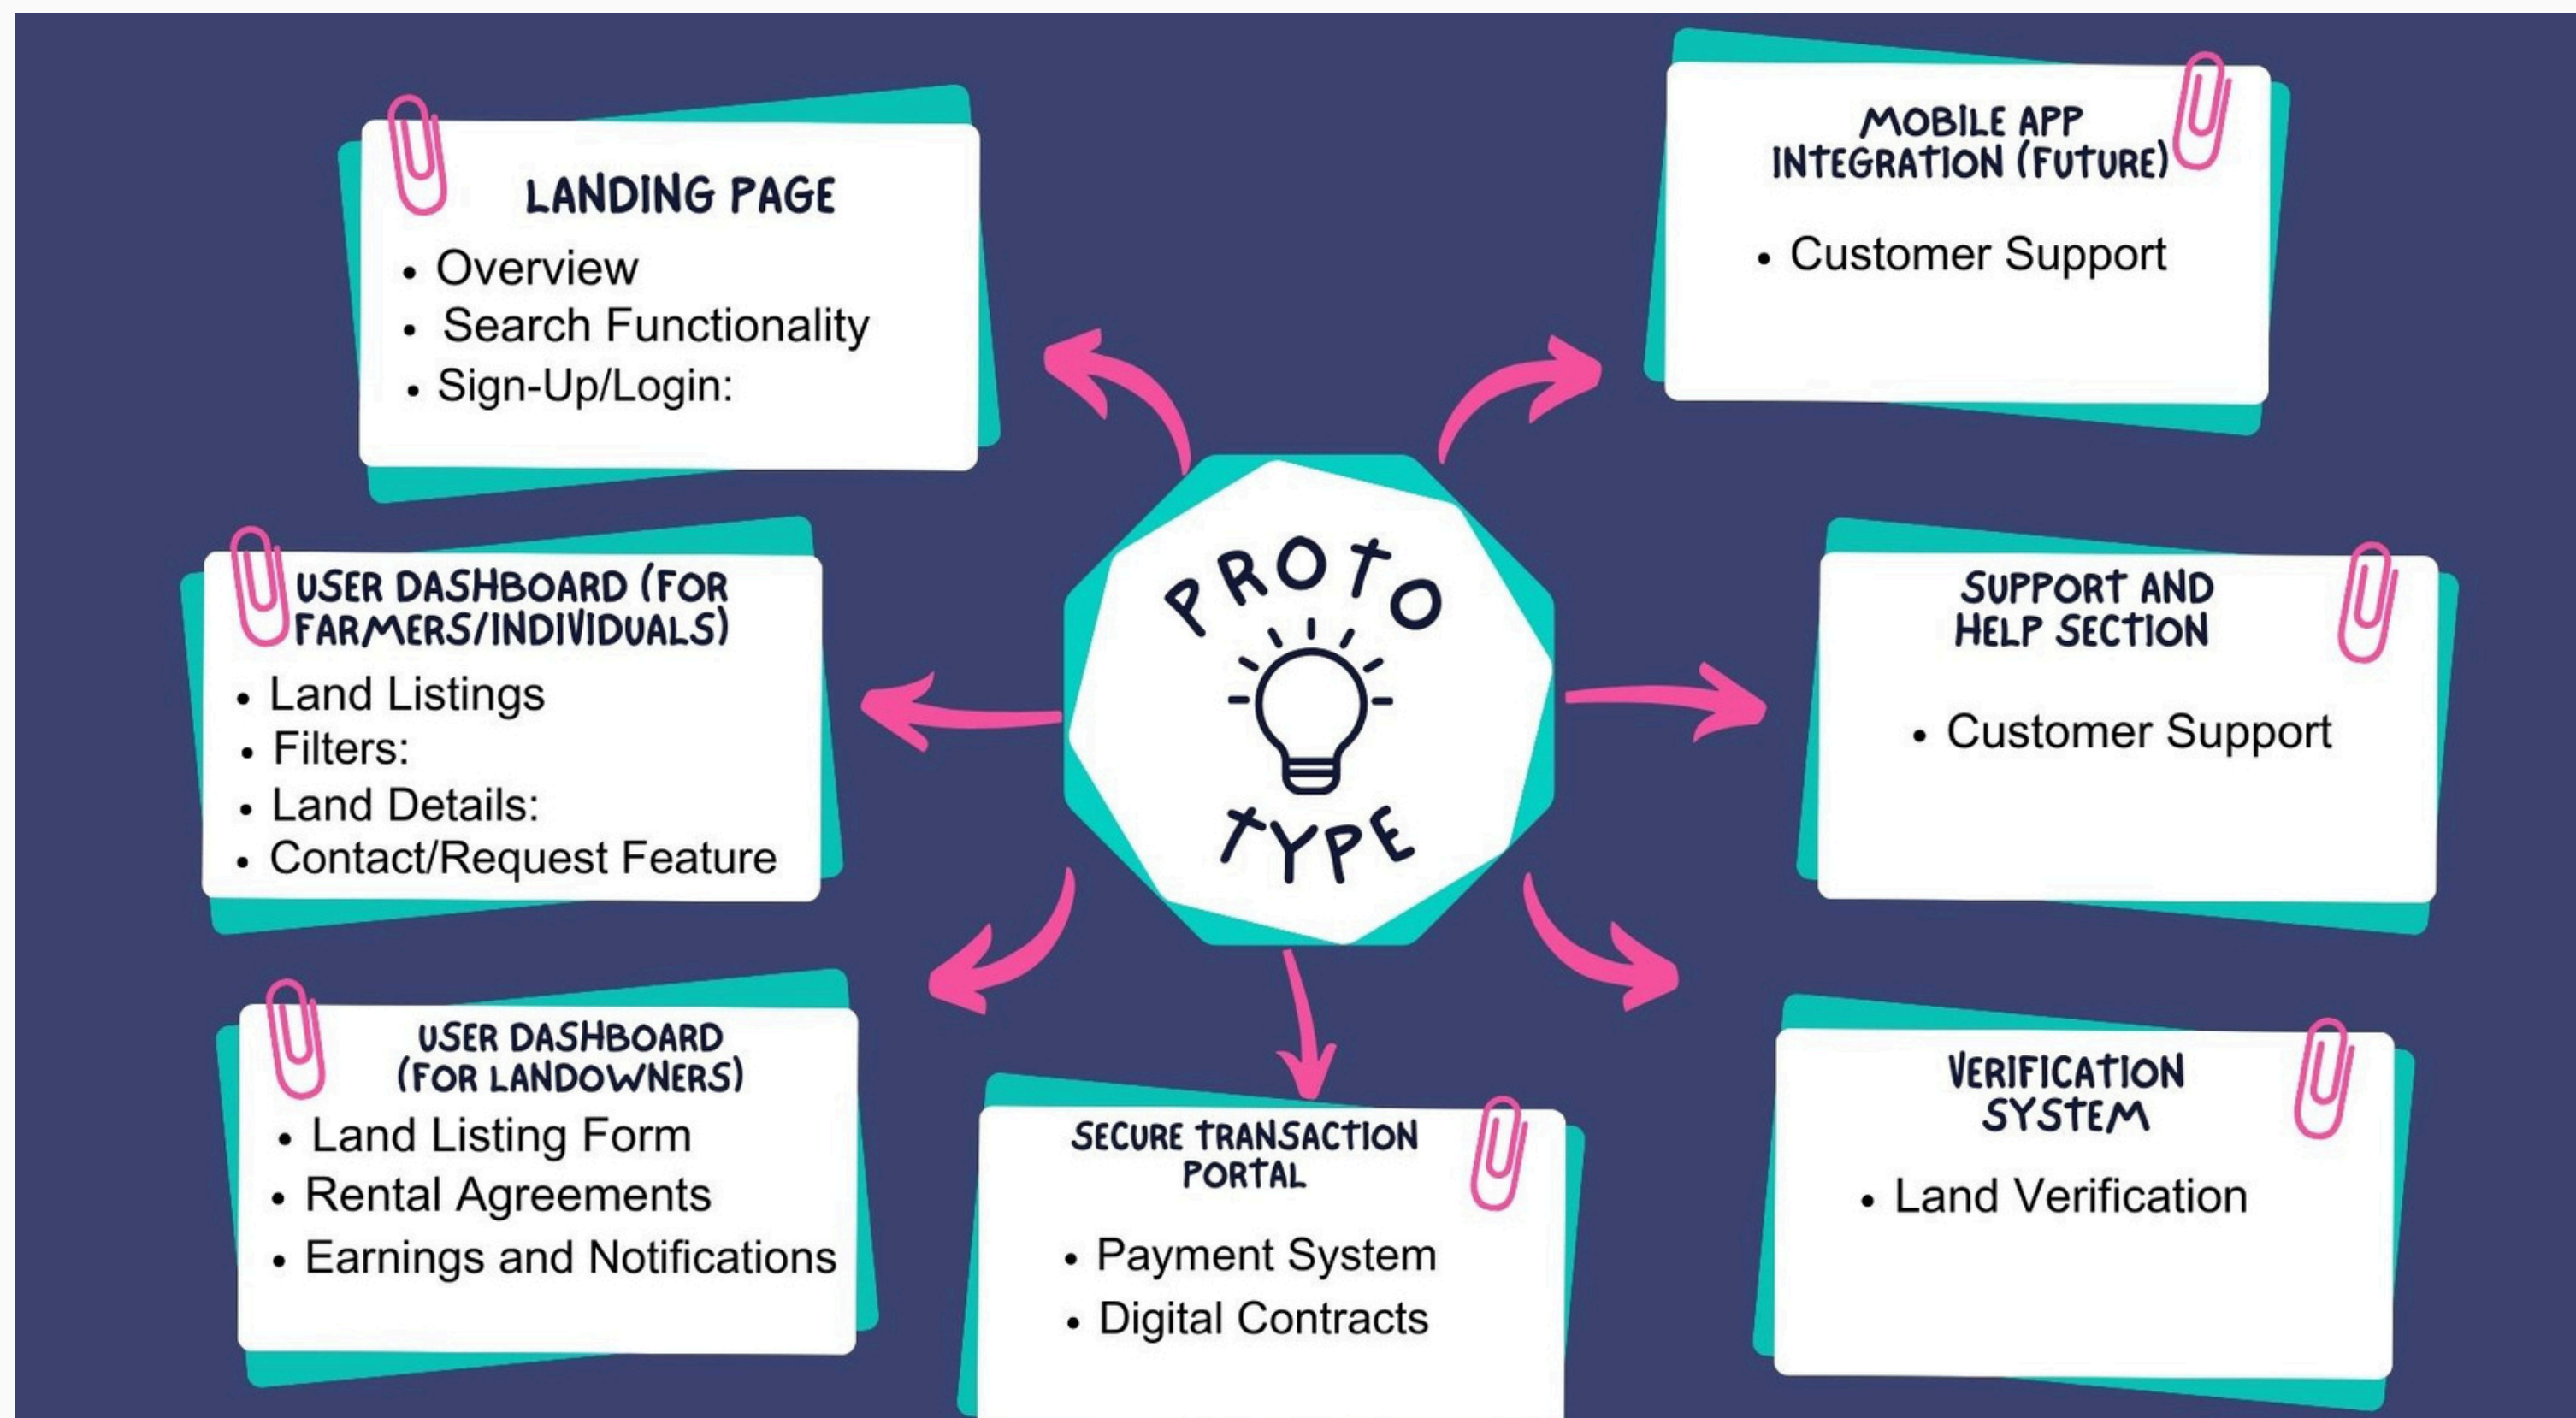 LANDING PAGE
Overview
Search Functionality
Sign-Up/Login:
MOBILE APP
INTEGRATION (FUTURE)
Customer Support
USER DASHBOARD (FOR
FARMERS/INDIVIDUALS)
Land Listings
Filters:
Land Details:
Contact/Request Feature
PROTO
TYPE
SUPPORT AND
HELP SECTION
Customer Support
USER DASHBOARD
(FOR LANDOWNERS)
Land Listing Form
Rental Agreements
Earnings and Notifications
SECURE TRANSACTION
PORTAL
Payment System
Digital Contracts
VERIFICATION
SYSTEM
Land Verification